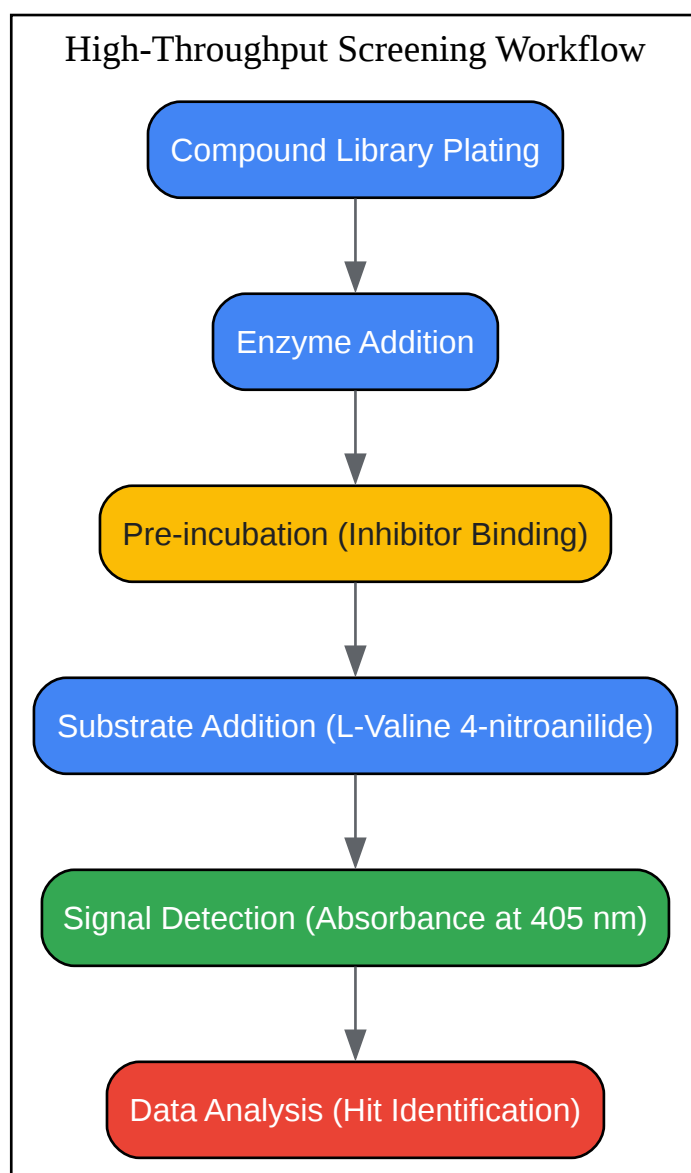 High-Throughput Screening Workflow
Compound Library Plating
Enzyme Addition
Pre-incubation (Inhibitor Binding)
Substrate Addition (L-Valine 4-nitroanilide)
Signal Detection (Absorbance at 405 nm)
Data Analysis (Hit Identification)